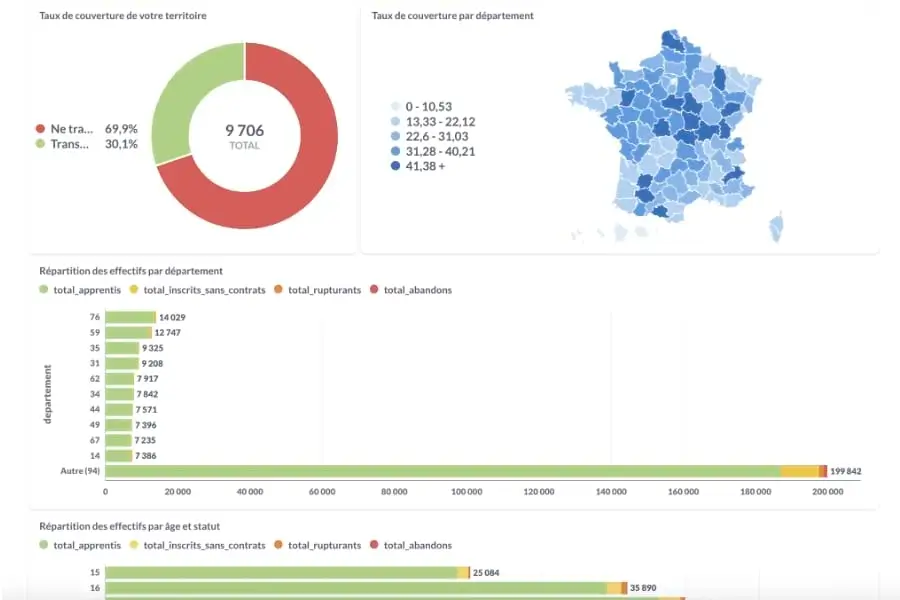 Taux de couverture de votre territoire
Ne tra... 69,9%
Trans... 30,1%
9 706
TOTAL
Taux de couverture par département
0 - 10,53
13,33 - 22,12
22,6 - 31,03
31,28 - 40,21
41,38 +
Répartition des effectifs par département
total_apprentis total_inscrits_sans_contrats total_rupturants total_abandons
departement
76 14 029
59 12 747
35 9 325
31 9 208
62 7 917
34 7 842
44 7 571
49 7 396
67 7 235
14 7 386
Autre (94) 199 842
0 20 000 40 000 60 000 80 000 100 000 120 000 140 000 160 000 180 000 200 000
Répartition des effectifs par âge et statut
total_apprentis total_inscrits_sans_contrats total_rupturants total_abandons
15 25 084
16 35 890